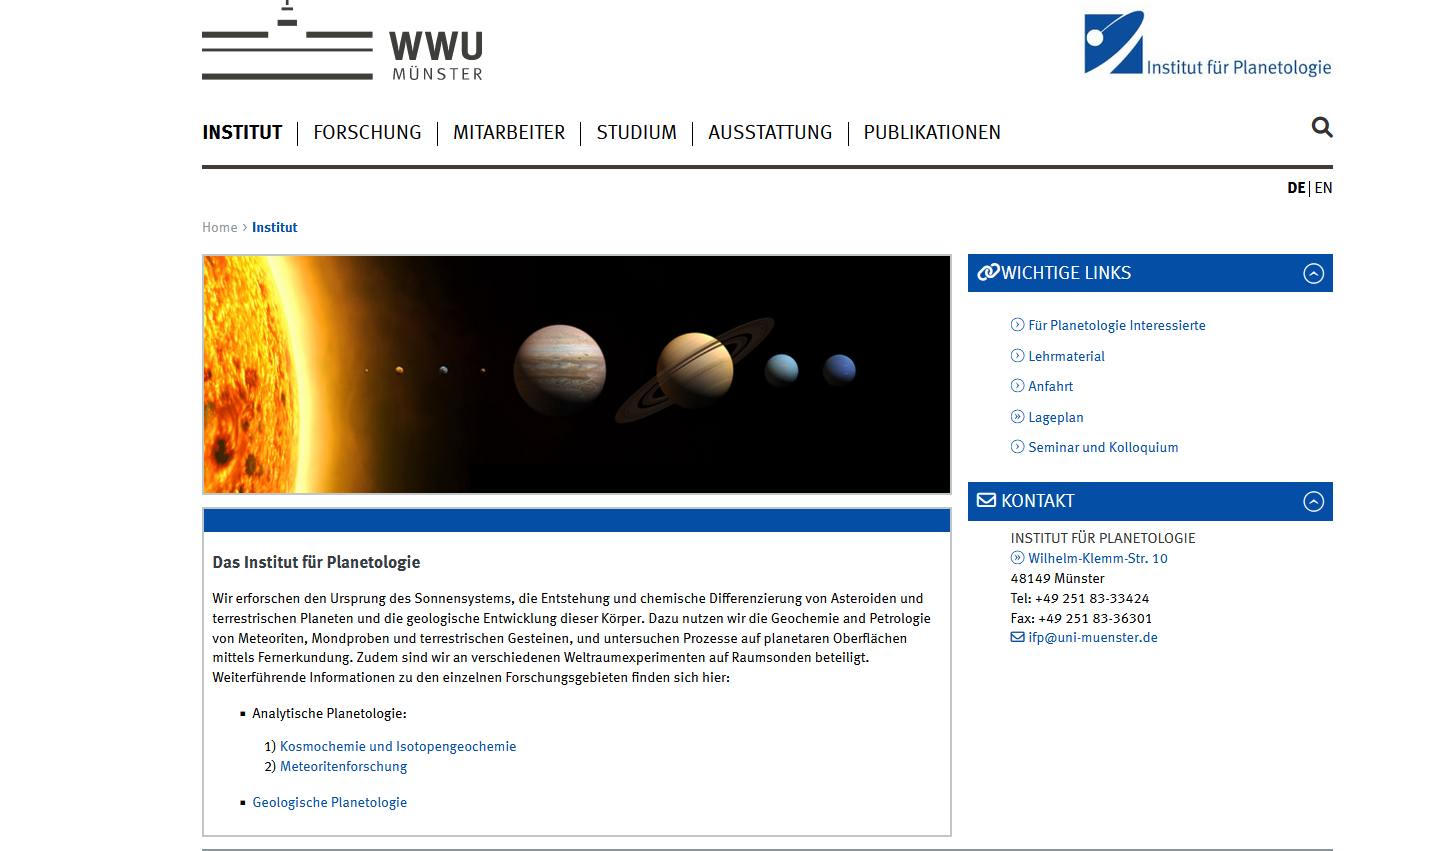 WWU
MÜNSTER
Institut für Planetologie
INSTITUT
FORSCHUNG
MITARBEITER
STUDIUM
AUSSTATTUNG
PUBLIKATIONEN
DE | EN
Home > Institut
Das Institut für Planetologie
Wir erforschen den Ursprung des Sonnensystems, die Entstehung und chemische Differenzierung von Asteroiden und
terrestrischen Planeten und die geologische Entwicklung dieser Körper. Dazu nutzen wir die Geochemie and Petrologie
von Meteoriten, Mondproben und terrestrischen Gesteinen, und untersuchen Prozesse auf planetaren Oberflächen
mittels Fernerkundung. Zudem sind wir an verschiedenen Weltraumexperimenten auf Raumsonden beteiligt.
Weiterführende Informationen zu den einzelnen Forschungsgebieten finden sich hier:
▪ Analytische Planetologie:
1) Kosmochemie und Isotopengeochemie
2) Meteoritenforschung
▪ Geologische Planetologie
WICHTIGE LINKS
Für Planetologie Interessierte
Lehrmaterial
Anfahrt
Lageplan
Seminar und Kolloquium
KONTAKT
INSTITUT FÜR PLANETOLOGIE
Wilhelm-Klemm-Str. 10
48149 Münster
Tel: +49 251 83-33424
Fax: +49 251 83-36301
ifp@uni-muenster.de